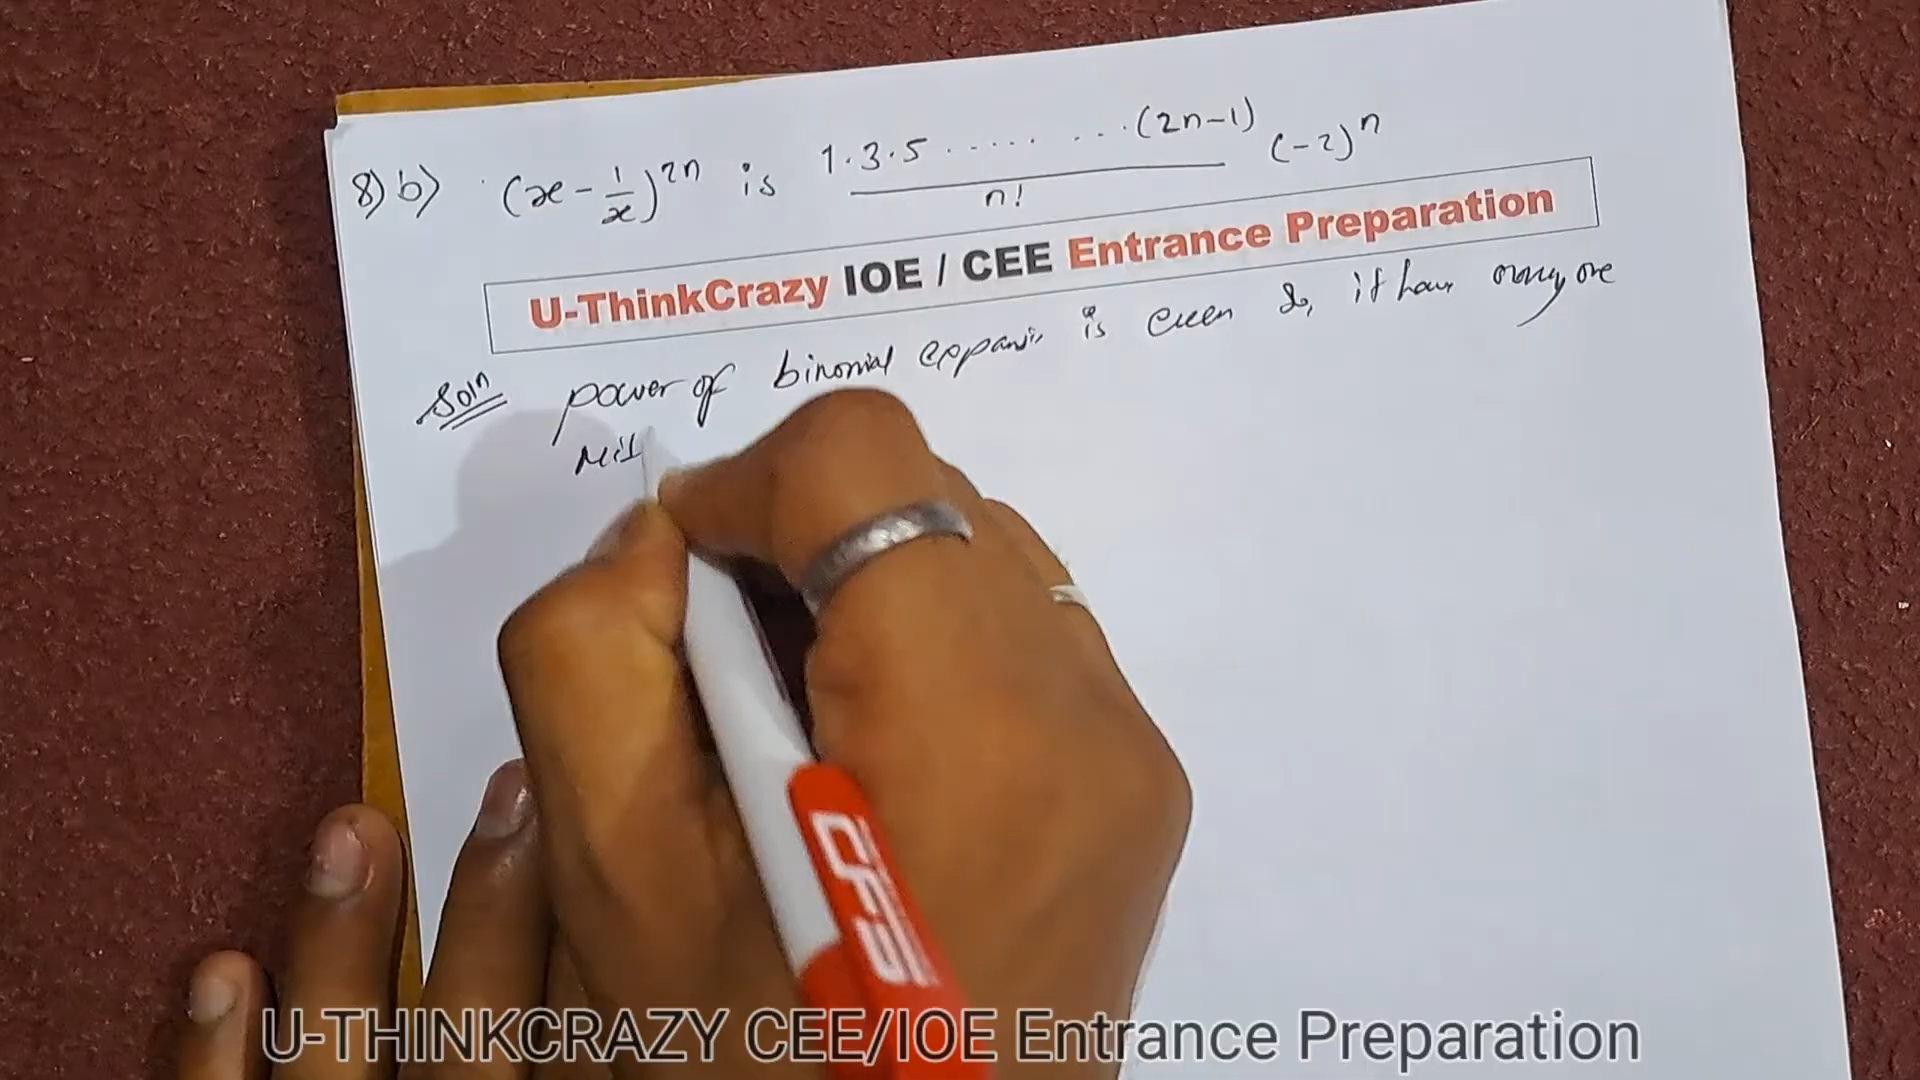 8) b) (x - 1/x)^2n is 1·3·5 ..... ...(2n-1) / n! (-2)^n
U-ThinkCrazy IOE / CEE Entrance Preparation
Soln power of binomial is even So, it have only one
U-THINKCRAZY CEE/IOE Entrance Preparation